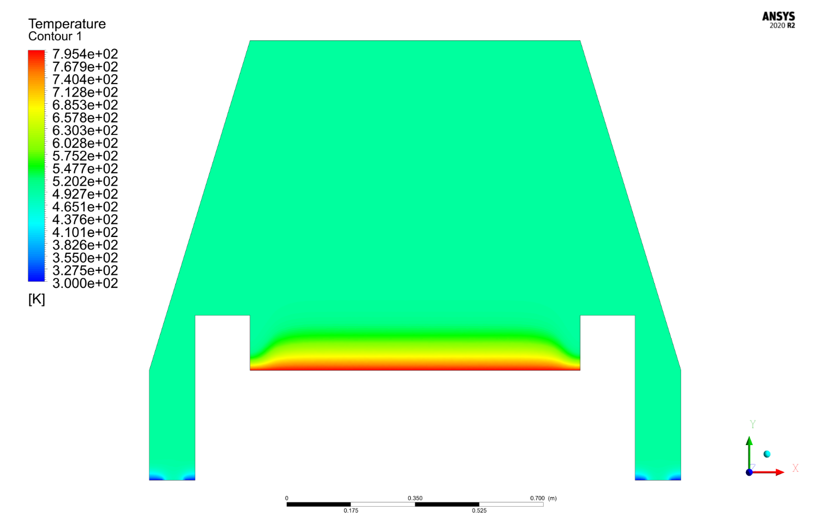 Temperature
Contour 1
7.954e+02
7.679e+02
7.404e+02
7.128e+02
6.853e+02
6.578e+02
6.303e+02
6.028e+02
5.752e+02
5.477e+02
5.202e+02
4.927e+02
4.651e+02
4.376e+02
4.101e+02
3.826e+02
3.550e+02
3.275e+02
3.000e+02
[K]
ANSYS
2020 R2
Y
X
0 0.350 0.700 (m)
0.175 0.525